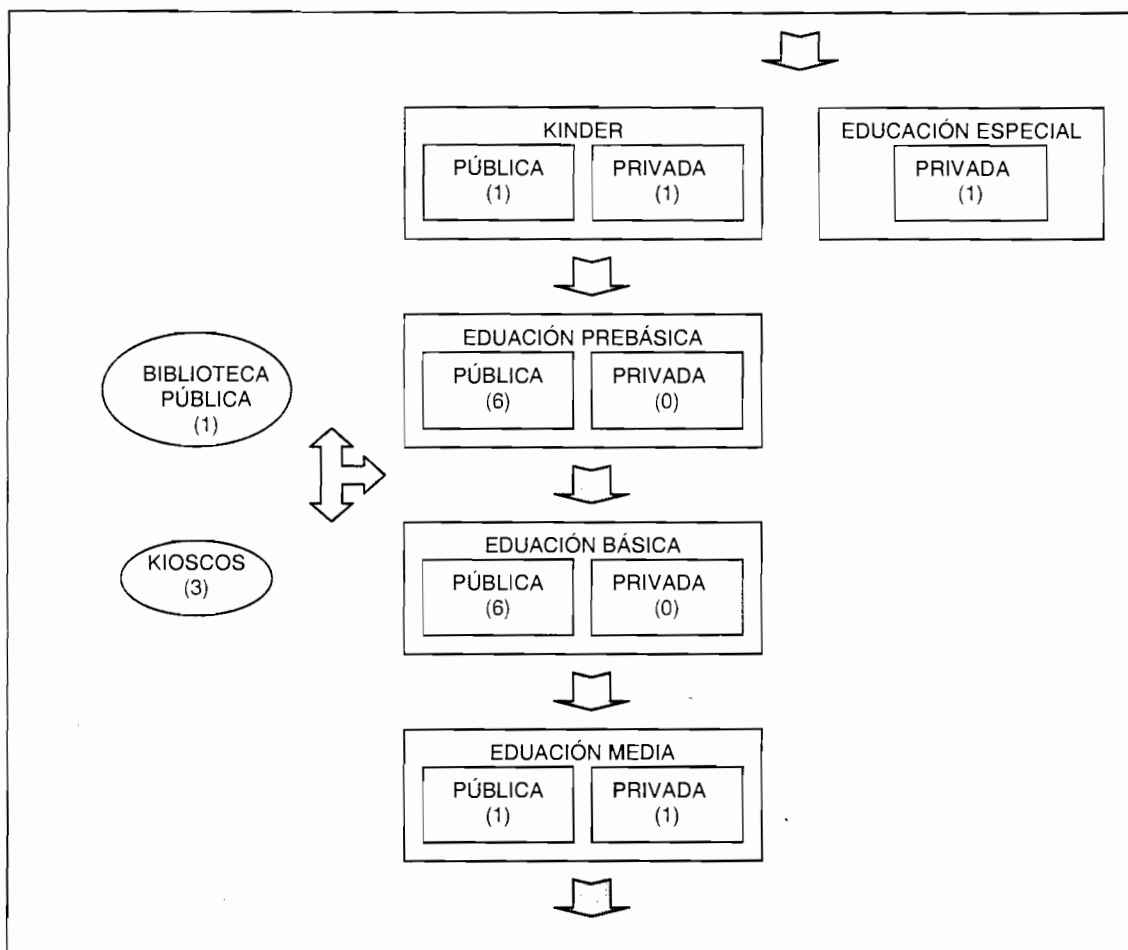 KINDER
PÚBLICA
(1)
PRIVADA
(1)
EDUCACIÓN ESPECIAL
PRIVADA
(1)
EDUACIÓN PREBÁSICA
PÚBLICA
(6)
PRIVADA
(0)
BIBLIOTECA
PÚBLICA
(1)
KIOSCOS
(3)
EDUACIÓN BÁSICA
PÚBLICA
(6)
PRIVADA
(0)
EDUACIÓN MEDIA
PÚBLICA
(1)
PRIVADA
(1)